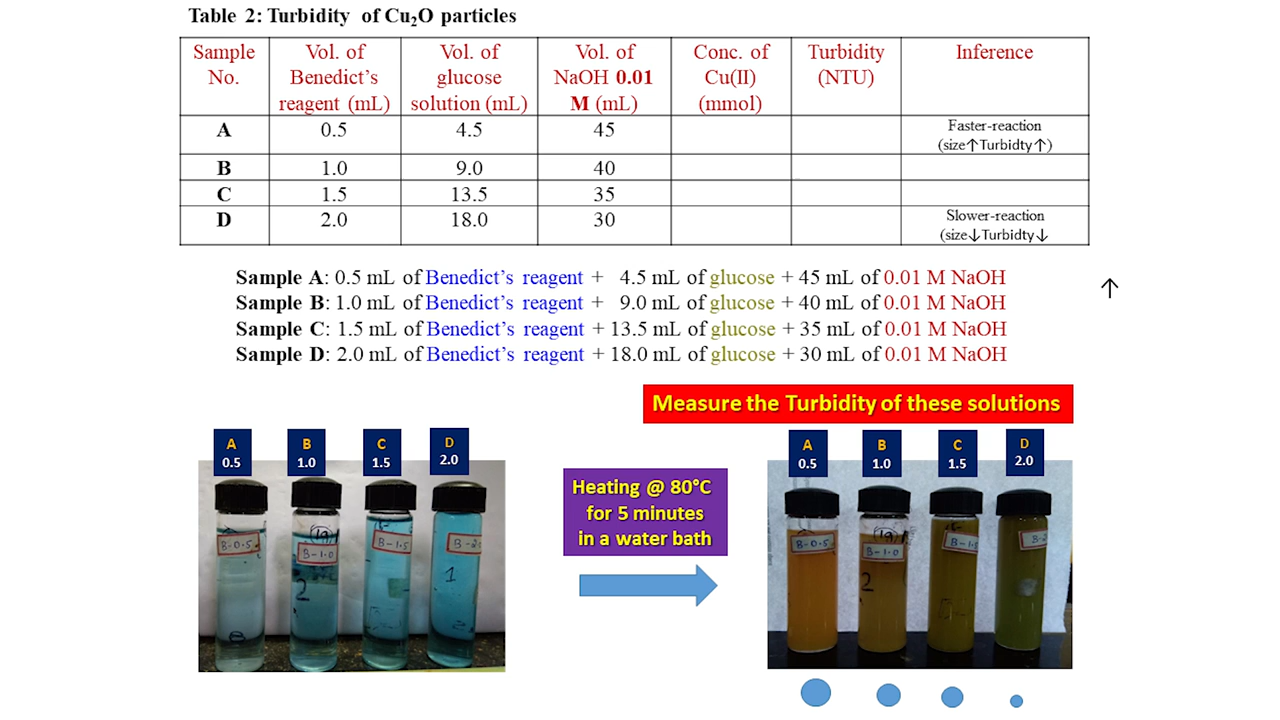 Table 2: Turbidity of Cu₂O particles
Sample No. Vol. of Benedict's reagent (mL) Vol. of glucose solution (mL) Vol. of NaOH 0.01 M (mL) Conc. of Cu(II) (mmol) Turbidity (NTU) Inference
A 0.5 4.5 45 Faster-reaction (size↑Turbidty↑)
B 1.0 9.0 40
C 1.5 13.5 35
D 2.0 18.0 30 Slower-reaction (size↓Turbidty↓
Sample A: 0.5 mL of Benedict's reagent + 4.5 mL of glucose + 45 mL of 0.01 M NaOH
↑
Sample B: 1.0 mL of Benedict's reagent + 9.0 mL of glucose + 40 mL of 0.01 M NaOH
Sample C: 1.5 mL of Benedict's reagent + 13.5 mL of glucose + 35 mL of 0.01 M NaOH
Sample D: 2.0 mL of Benedict's reagent + 18.0 mL of glucose + 30 mL of 0.01 M NaOH
Measure the Turbidity of these solutions
A B C D
0.5 1.0 1.5 2.0
B-0.5 B-1.0 B-1.5
2 1
Heating @ 80°C
for 5 minutes
in a water bath
A B C D
0.5 1.0 1.5 2.0
B-0.5 B-1.0
2